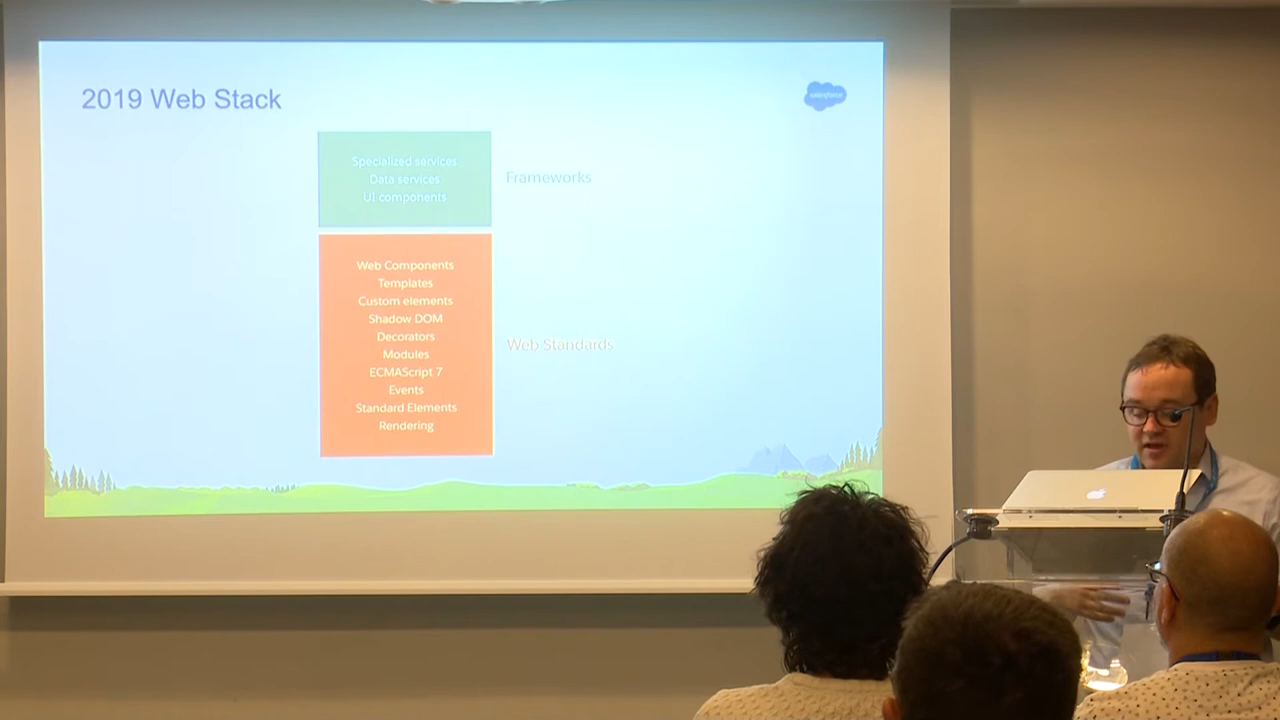 2019 Web Stack
salesforce
Specialized services
Data services
UI components
Frameworks
Web Components
Templates
Custom elements
Shadow DOM
Decorators
Modules
ECMAScript 7
Events
Standard Elements
Rendering
Web Standards